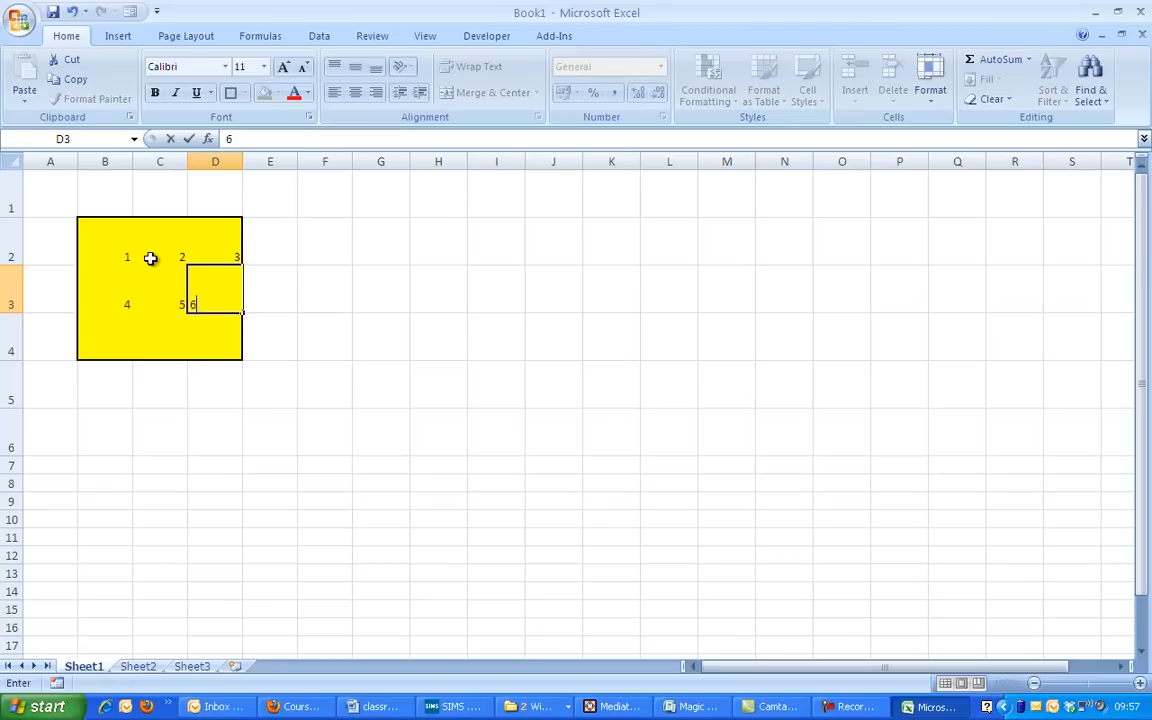 Book1 - Microsoft Excel
Home Insert Page Layout Formulas Data Review View Developer Add-Ins
Cut
Copy
Format Painter
Paste
Clipboard
Calibri 11
B I U
Font
Wrap Text
Merge & Center
Alignment
General
Number
Conditional Formatting
Format as Table
Cell Styles
Styles
Insert Delete Format
Cells
AutoSum
Fill
Clear
Sort & Filter
Find & Select
Editing
D3 fx 6
A B C D E F G H I J K L M N O P Q R S T
1
2 1 2 3
3 4 5 6
4
5
6
7
8
9
10
11
12
13
14
15
16
17
Sheet1 Sheet2 Sheet3
Enter 100%
start Inbox ... Cours... classr... SIMS .... 2 Wi... Mediat... Magic ... Camta... Recor... Micros... 09:57